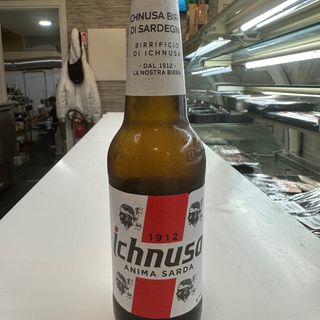 ICHNUSA BIRRA
DI SARDEGNA
BIRRIFICIO
DI ICHNUSA
- DAL 1912 -
LA NOSTRA BIRRA
1912
ichnusa
ANIMA SARDA